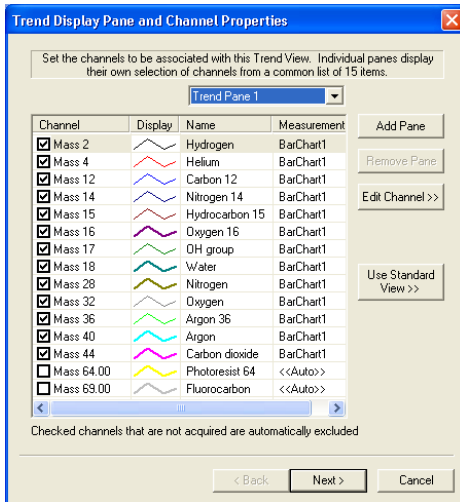 Trend Display Pane and Channel Properties
Set the channels to be associated with this Trend View. Individual panes display
their own selection of channels from a common list of 15 items.
Trend Pane 1
Channel Display Name Measurement
Mass 2 Hydrogen BarChart1
Mass 4 Helium BarChart1
Mass 12 Carbon 12 BarChart1
Mass 14 Nitrogen 14 BarChart1
Mass 15 Hydrocarbon 15 BarChart1
Mass 16 Oxygen 16 BarChart1
Mass 17 OH group BarChart1
Mass 18 Water BarChart1
Mass 28 Nitrogen BarChart1
Mass 32 Oxygen BarChart1
Mass 36 Argon 36 BarChart1
Mass 40 Argon BarChart1
Mass 44 Carbon dioxide BarChart1
Mass 64.00 Photoresist 64 <<Auto>>
Mass 69.00 Fluorocarbon <<Auto>>
Add Pane
Remove Pane
Edit Channel >>
Use Standard
View >>
Checked channels that are not acquired are automatically excluded
< Back
Next >
Cancel